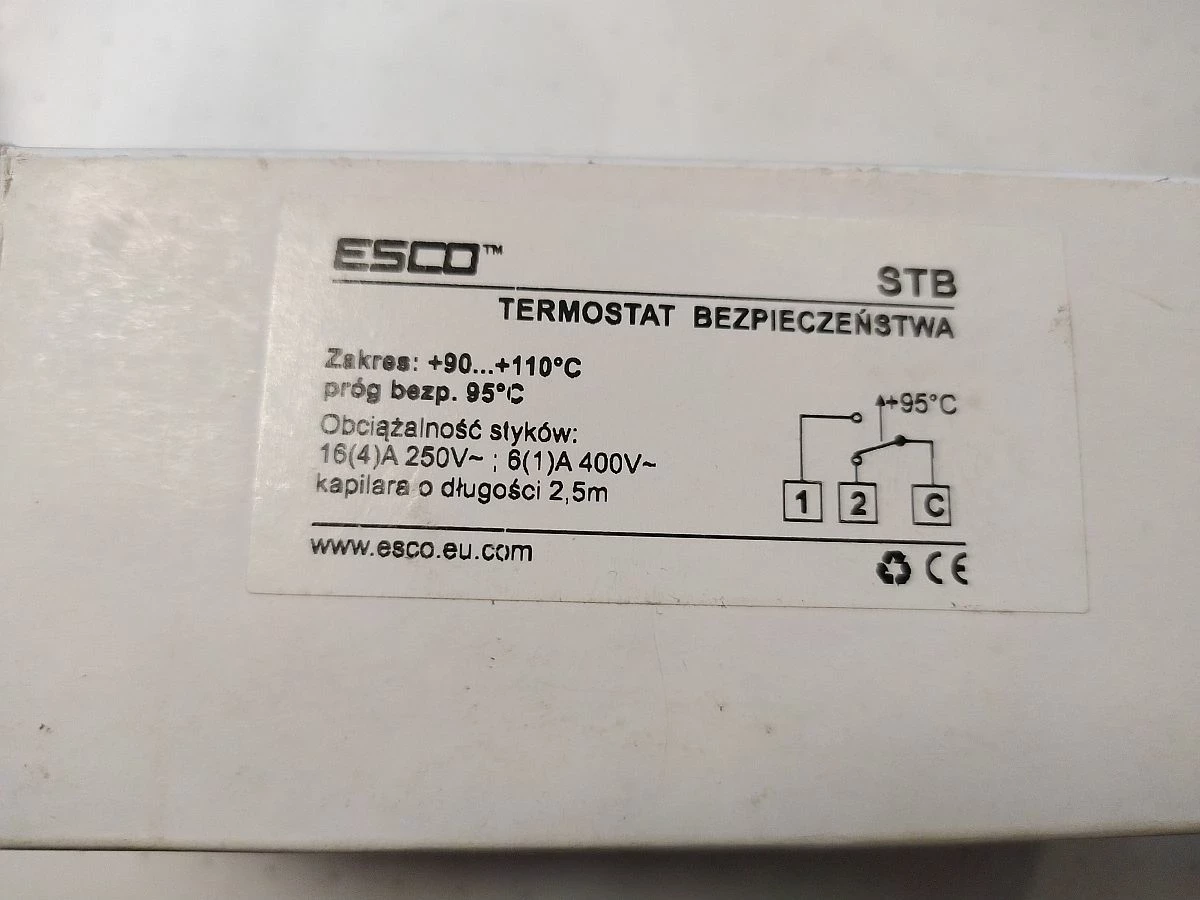 ESCO™
STB
TERMOSTAT BEZPIECZEŃSTWA
Zakres: +90...+110°C
próg bezp. 95°C
Obciążalność styków:
16(4)A 250V~ ; 6(1)A 400V~
kapilara o długości 2,5m
+95°C
1 2 C
www.esco.eu.com
CE